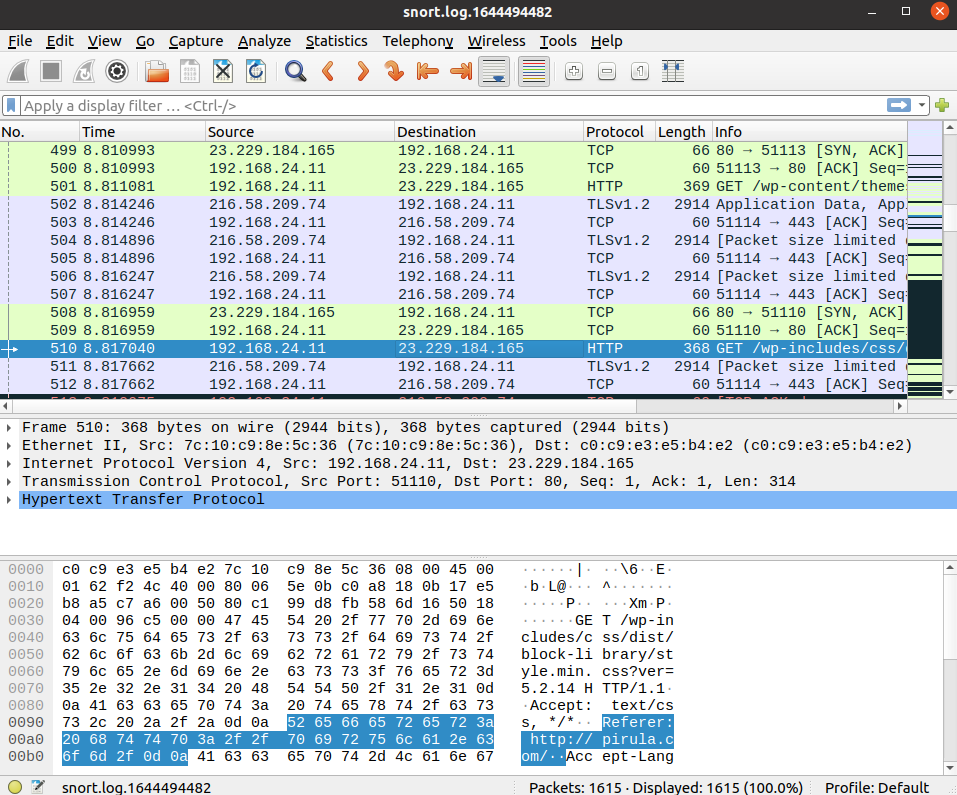 snort.log.1644494482
File Edit View Go Capture Analyze Statistics Telephony Wireless Tools Help
Apply a display filter … <Ctrl-/>
No. Time Source Destination Protocol Length Info
499 8.810993 23.229.184.165 192.168.24.11 TCP 66 80 → 51113 [SYN, ACK]
500 8.810993 192.168.24.11 23.229.184.165 TCP 60 51113 → 80 [ACK] Seq=
501 8.811081 192.168.24.11 23.229.184.165 HTTP 369 GET /wp-content/theme
502 8.814246 216.58.209.74 192.168.24.11 TLSv1.2 2914 Application Data, App
503 8.814246 192.168.24.11 216.58.209.74 TCP 60 51114 → 443 [ACK] Seq
504 8.814896 216.58.209.74 192.168.24.11 TLSv1.2 2914 [Packet size limited
505 8.814896 192.168.24.11 216.58.209.74 TCP 60 51114 → 443 [ACK] Seq
506 8.816247 216.58.209.74 192.168.24.11 TLSv1.2 2914 [Packet size limited
507 8.816247 192.168.24.11 216.58.209.74 TCP 60 51114 → 443 [ACK] Seq
508 8.816959 23.229.184.165 192.168.24.11 TCP 66 80 → 51110 [SYN, ACK]
509 8.816959 192.168.24.11 23.229.184.165 TCP 60 51110 → 80 [ACK] Seq=
510 8.817040 192.168.24.11 23.229.184.165 HTTP 368 GET /wp-includes/css/
511 8.817662 216.58.209.74 192.168.24.11 TLSv1.2 2914 [Packet size limited
512 8.817662 192.168.24.11 216.58.209.74 TCP 60 51114 → 443 [ACK] Seq
Frame 510: 368 bytes on wire (2944 bits), 368 bytes captured (2944 bits)
Ethernet II, Src: 7c:10:c9:8e:5c:36 (7c:10:c9:8e:5c:36), Dst: c0:c9:e3:e5:b4:e2 (c0:c9:e3:e5:b4:e2)
Internet Protocol Version 4, Src: 192.168.24.11, Dst: 23.229.184.165
Transmission Control Protocol, Src Port: 51110, Dst Port: 80, Seq: 1, Ack: 1, Len: 314
Hypertext Transfer Protocol
0000 c0 c9 e3 e5 b4 e2 7c 10 c9 8e 5c 36 08 00 45 00 ······|· ··\6··E·
0010 01 62 f2 4c 40 00 80 06 5e 0b c0 a8 18 0b 17 e5 ·b·L@··· ^·······
0020 b8 a5 c7 a6 00 50 80 c1 99 d8 fb 58 6d 16 50 18 ·····P·· ···Xm·P·
0030 04 00 96 c5 00 00 47 45 54 20 2f 77 70 2d 69 6e ······GE T /wp-in
0040 63 6c 75 64 65 73 2f 63 73 73 2f 64 69 73 74 2f cludes/c ss/dist/
0050 62 6c 6f 63 6b 2d 6c 69 62 72 61 72 79 2f 73 74 block-li brary/st
0060 79 6c 65 2e 6d 69 6e 2e 63 73 73 3f 76 65 72 3d yle.min. css?ver=
0070 35 2e 32 2e 31 34 20 48 54 54 50 2f 31 2e 31 0d 5.2.14 H TTP/1.1·
0080 0a 41 63 63 65 70 74 3a 20 74 65 78 74 2f 63 73 ·Accept: text/cs
0090 73 2c 20 2a 2f 2a 0d 0a 52 65 66 65 72 65 72 3a s, */*·· Referer:
00a0 20 68 74 74 70 3a 2f 2f 70 69 72 75 6c 61 2e 63 http:// pirula.c
00b0 6f 6d 2f 0d 0a 41 63 63 65 70 74 2d 4c 61 6e 67 om/··Acc ept-Lang
snort.log.1644494482 Packets: 1615 · Displayed: 1615 (100.0%) Profile: Default